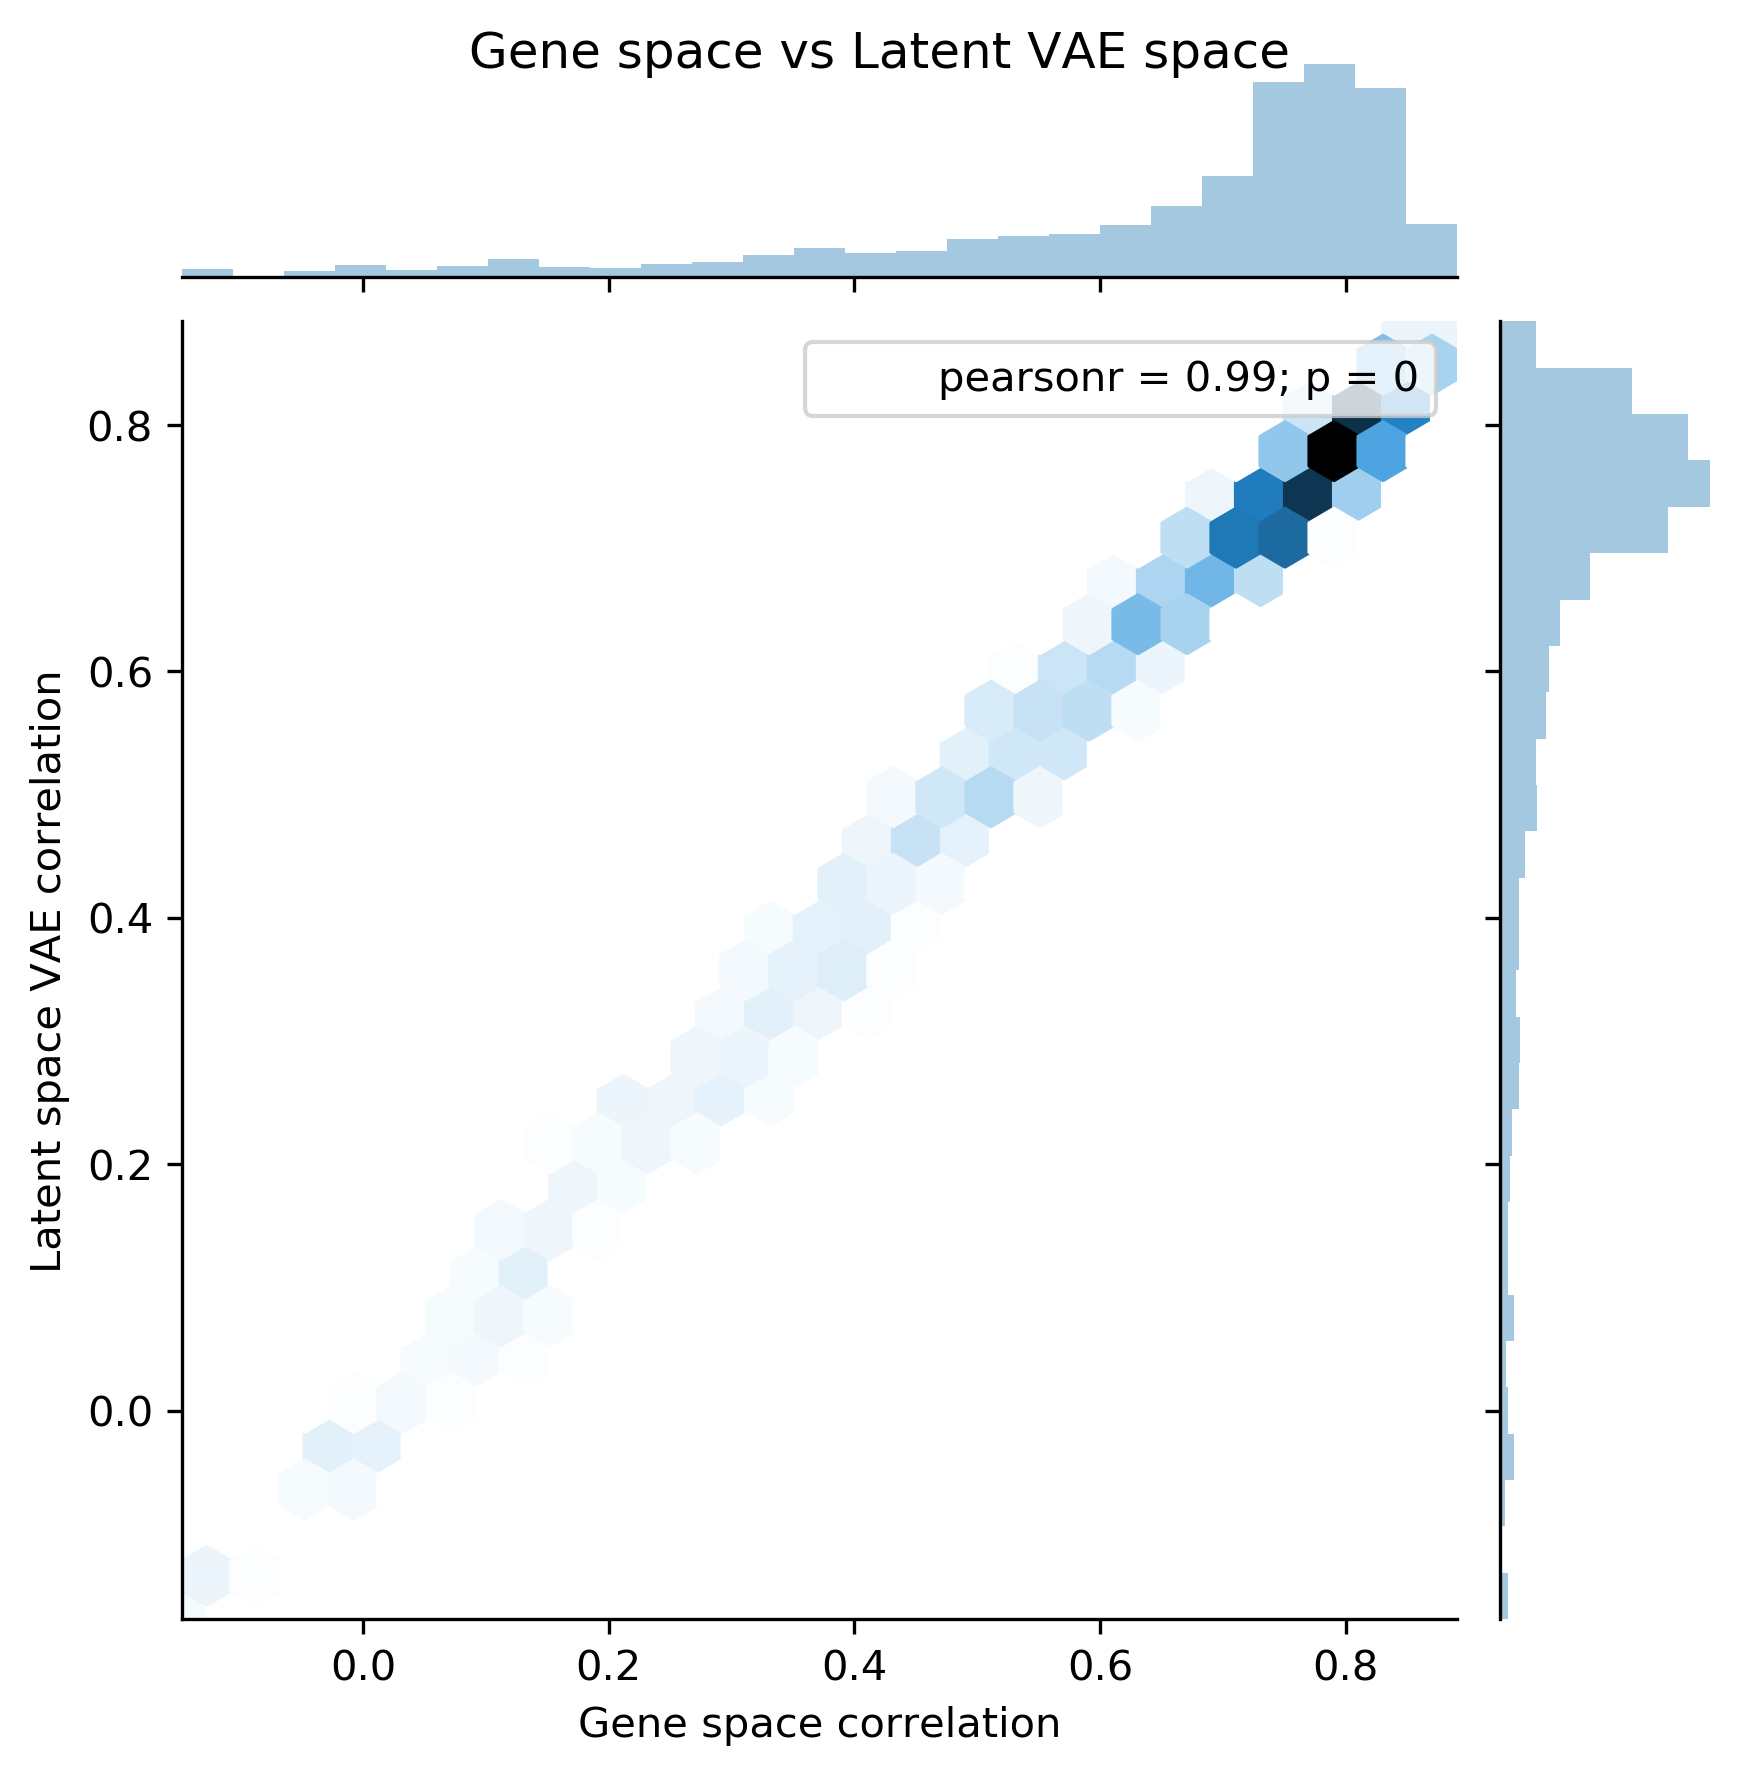 Gene space vs Latent VAE space
pearsonr = 0.99; p = 0
0.8
0.6
0.4
0.2
0.0
Latent space VAE correlation
0.0 0.2 0.4 0.6 0.8
Gene space correlation